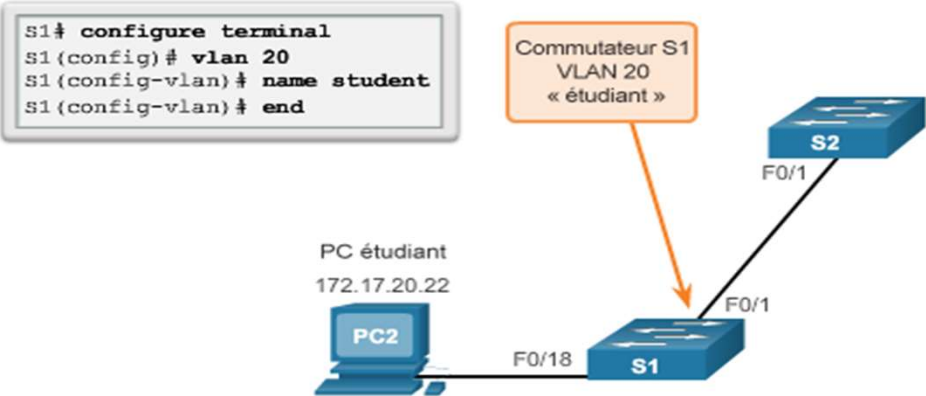 S1# configure terminal
S1(config)# vlan 20
S1(config-vlan)# name student
S1(config-vlan)# end
Commutateur S1
VLAN 20
« étudiant »
S2
F0/1
PC étudiant
172.17.20.22
F0/1
PC2
F0/18
S1